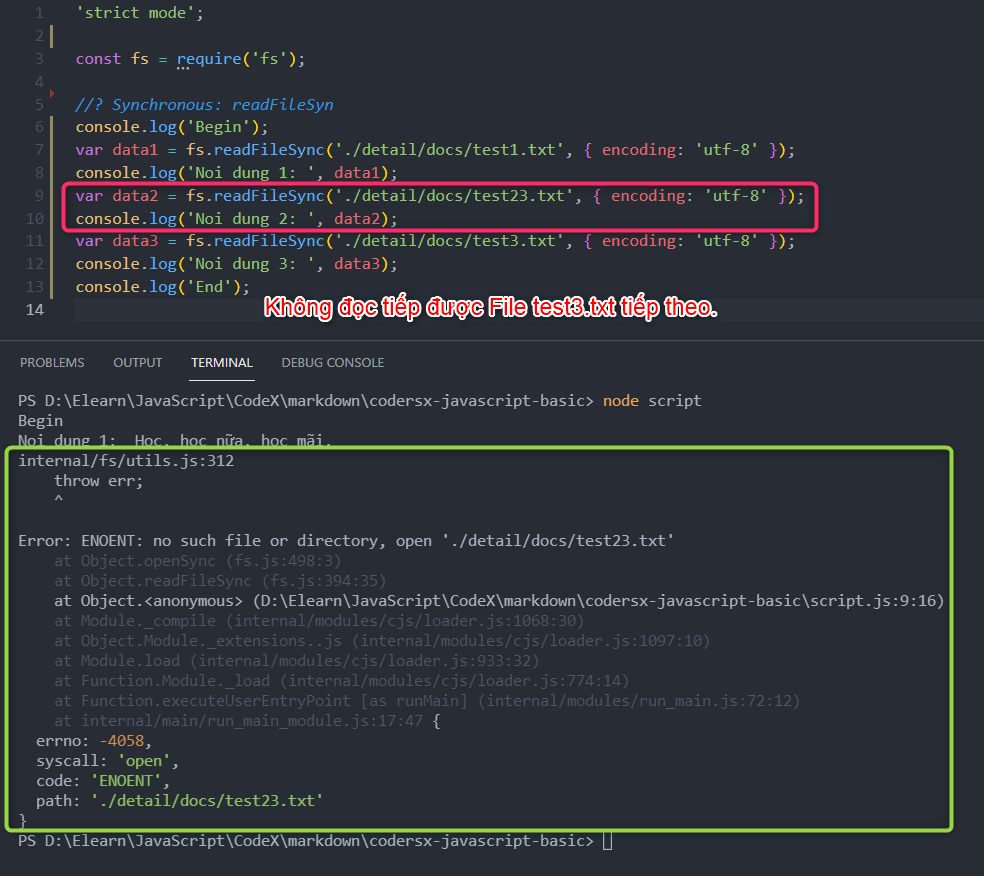 1 'strict mode';
2
3 const fs = require('fs');
4
5 //? Synchronous: readFileSyn
6 console.log('Begin');
7 var data1 = fs.readFileSync('./detail/docs/test1.txt', { encoding: 'utf-8' });
8 console.log('Noi dung 1: ', data1);
9 var data2 = fs.readFileSync('./detail/docs/test23.txt', { encoding: 'utf-8' });
10 console.log('Noi dung 2: ', data2);
11 var data3 = fs.readFileSync('./detail/docs/test3.txt', { encoding: 'utf-8' });
12 console.log('Noi dung 3: ', data3);
13 console.log('End');
14
Không đọc tiếp được File test3.txt tiếp theo.
PROBLEMS OUTPUT TERMINAL DEBUG CONSOLE
PS D:\Elearn\JavaScript\CodeX\markdown\codersx-javascript-basic> node script
Begin
Noi dung 1:  Học, học nữa, học mãi.
internal/fs/utils.js:312
    throw err;
    ^
Error: ENOENT: no such file or directory, open './detail/docs/test23.txt'
    at Object.openSync (fs.js:498:3)
    at Object.readFileSync (fs.js:394:35)
    at Object.<anonymous> (D:\Elearn\JavaScript\CodeX\markdown\codersx-javascript-basic\script.js:9:16)
    at Module._compile (internal/modules/cjs/loader.js:1068:30)
    at Object.Module._extensions..js (internal/modules/cjs/loader.js:1097:10)
    at Module.load (internal/modules/cjs/loader.js:933:32)
    at Function.Module._load (internal/modules/cjs/loader.js:774:14)
    at Function.executeUserEntryPoint [as runMain] (internal/modules/run_main.js:72:12)
    at internal/main/run_main_module.js:17:47 {
  errno: -4058,
  syscall: 'open',
  code: 'ENOENT',
  path: './detail/docs/test23.txt'
}
PS D:\Elearn\JavaScript\CodeX\markdown\codersx-javascript-basic>